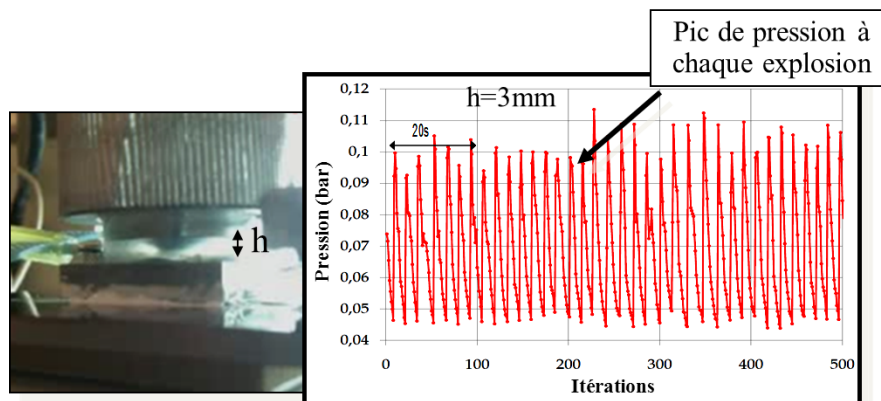 Pic de pression à
chaque explosion
h=3mm
20s
h
Pression (bar)
0,12
0,11
0,1
0,09
0,08
0,07
0,06
0,05
0,04
0
100
200
300
400
500
Itérations